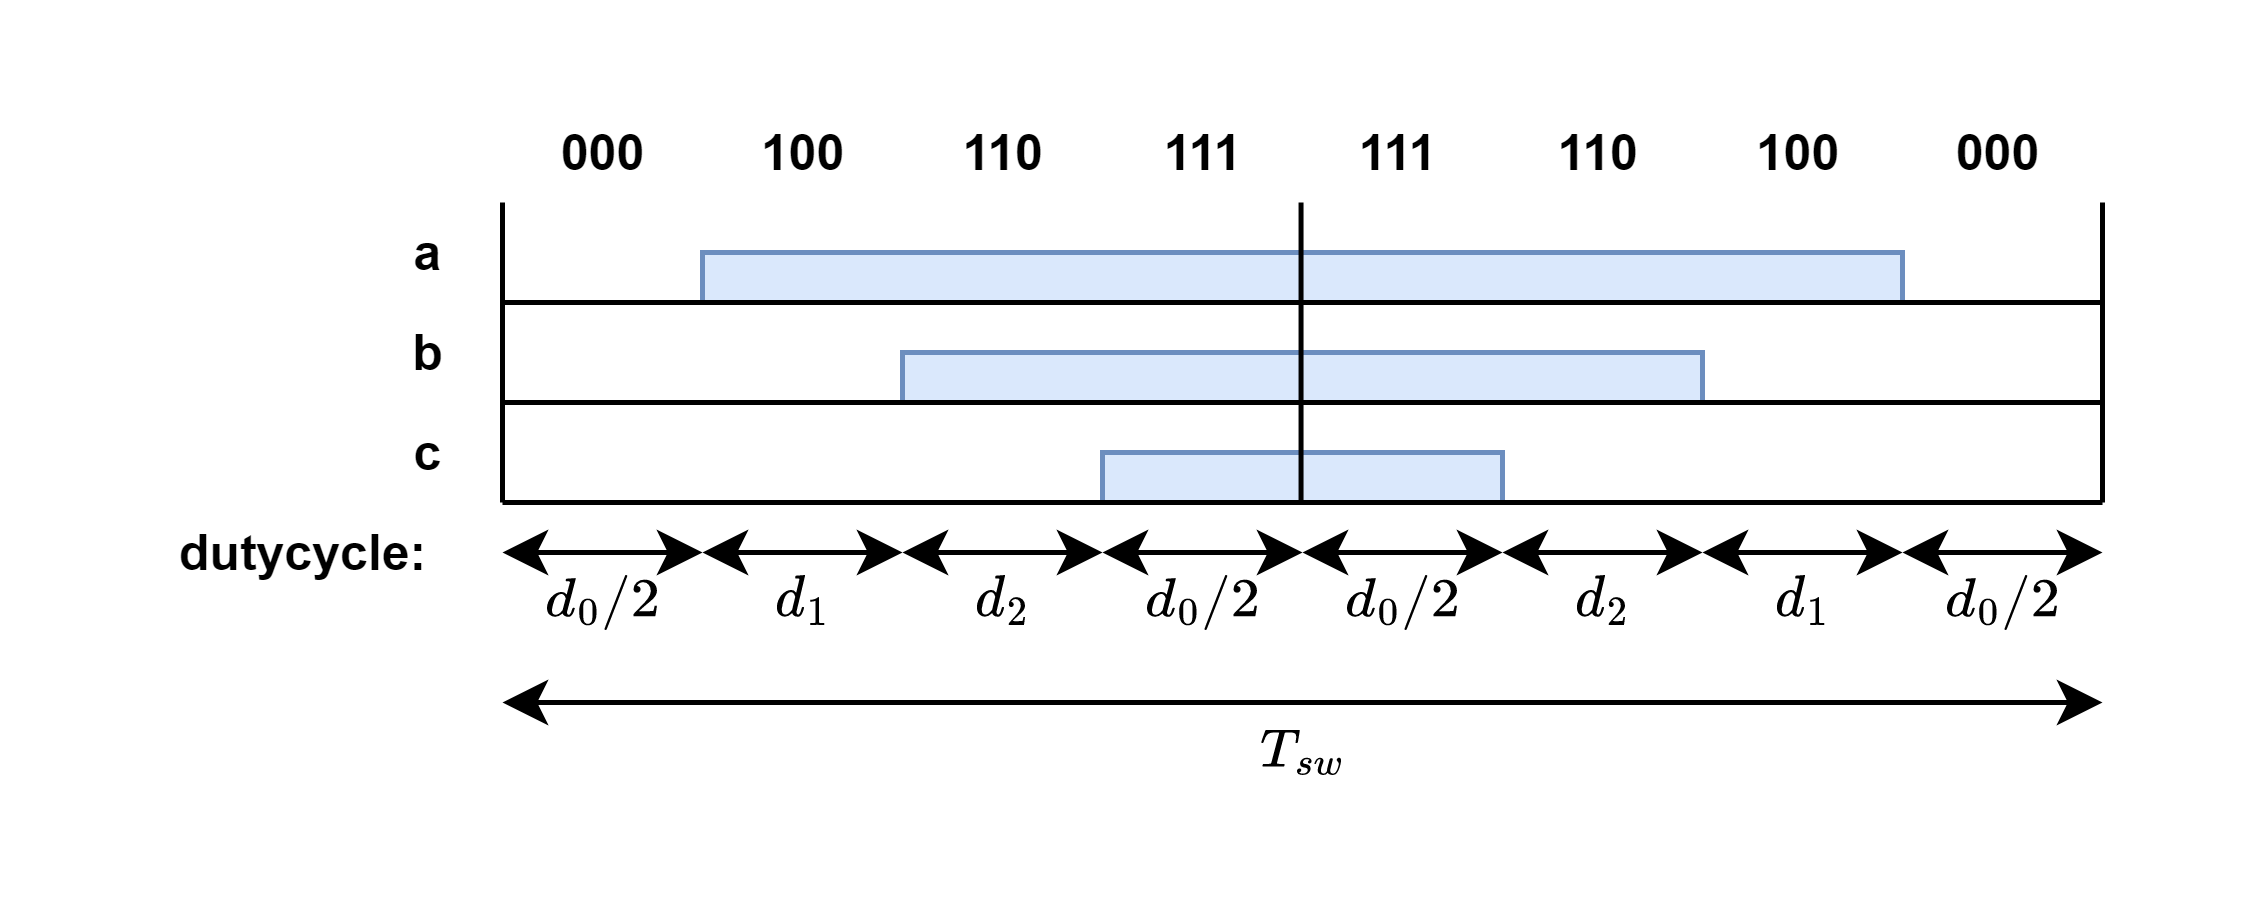 000 100 110 111 111 110 100 000
a
b
c
dutycycle:
d₀/2 d₁ d₂ d₀/2 d₀/2 d₂ d₁ d₀/2
T_sw